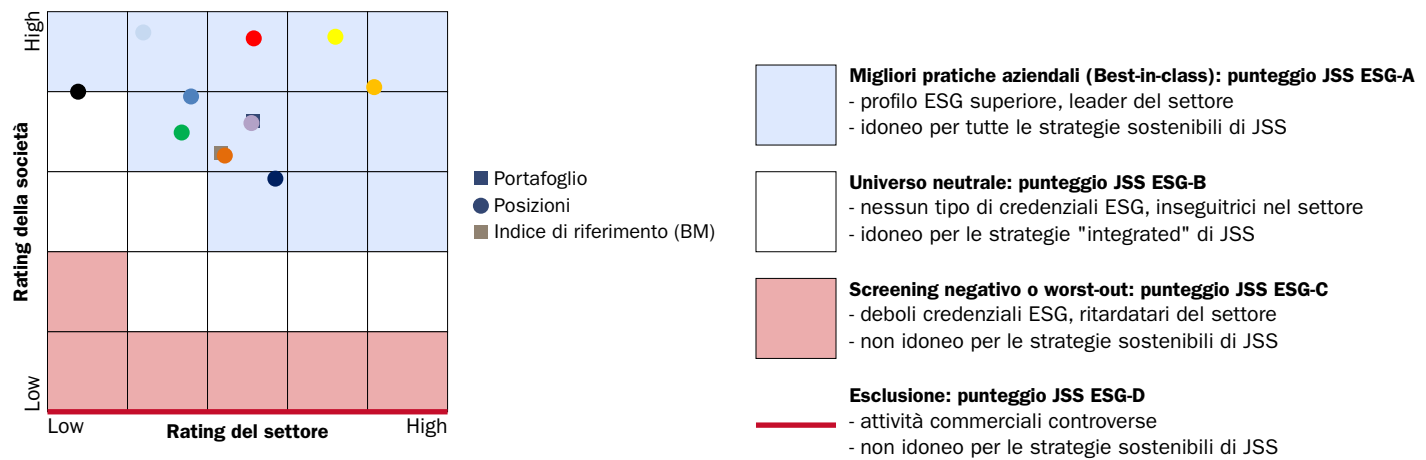 High
Rating della società
Low
Low
Rating del settore
High
Portafoglio
Posizioni
Indice di riferimento (BM)
Migliori pratiche aziendali (Best-in-class): punteggio JSS ESG-A
- profilo ESG superiore, leader del settore
- idoneo per tutte le strategie sostenibili di JSS
Universo neutrale: punteggio JSS ESG-B
- nessun tipo di credenziali ESG, inseguitrici nel settore
- idoneo per le strategie "integrated" di JSS
Screening negativo o worst-out: punteggio JSS ESG-C
- deboli credenziali ESG, ritardatari del settore
- non idoneo per le strategie sostenibili di JSS
Esclusione: punteggio JSS ESG-D
- attività commerciali controverse
- non idoneo per le strategie sostenibili di JSS